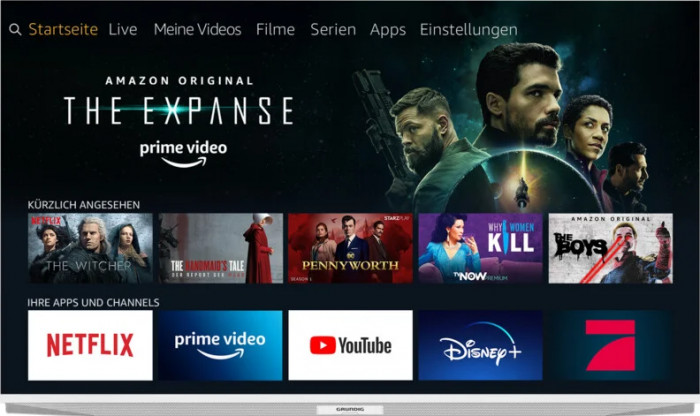 Startseite Live Meine Videos Filme Serien Apps Einstellungen
AMAZON ORIGINAL
THE EXPANSE
prime video
KÜRZLICH ANGESEHEN
NETFLIX
THE WITCHER
THE HANDMAID'S TALE
DER REPORT DER MAGD
STARZPLAY
PENNYWORTH
SEASON 1
WHY WOMEN
KILL
TVNOW PREMIUM
AMAZON ORIGINAL
THE BOYS
IHRE APPS UND CHANNELS
NETFLIX
prime video
YouTube
Disney+
GRUNDIG